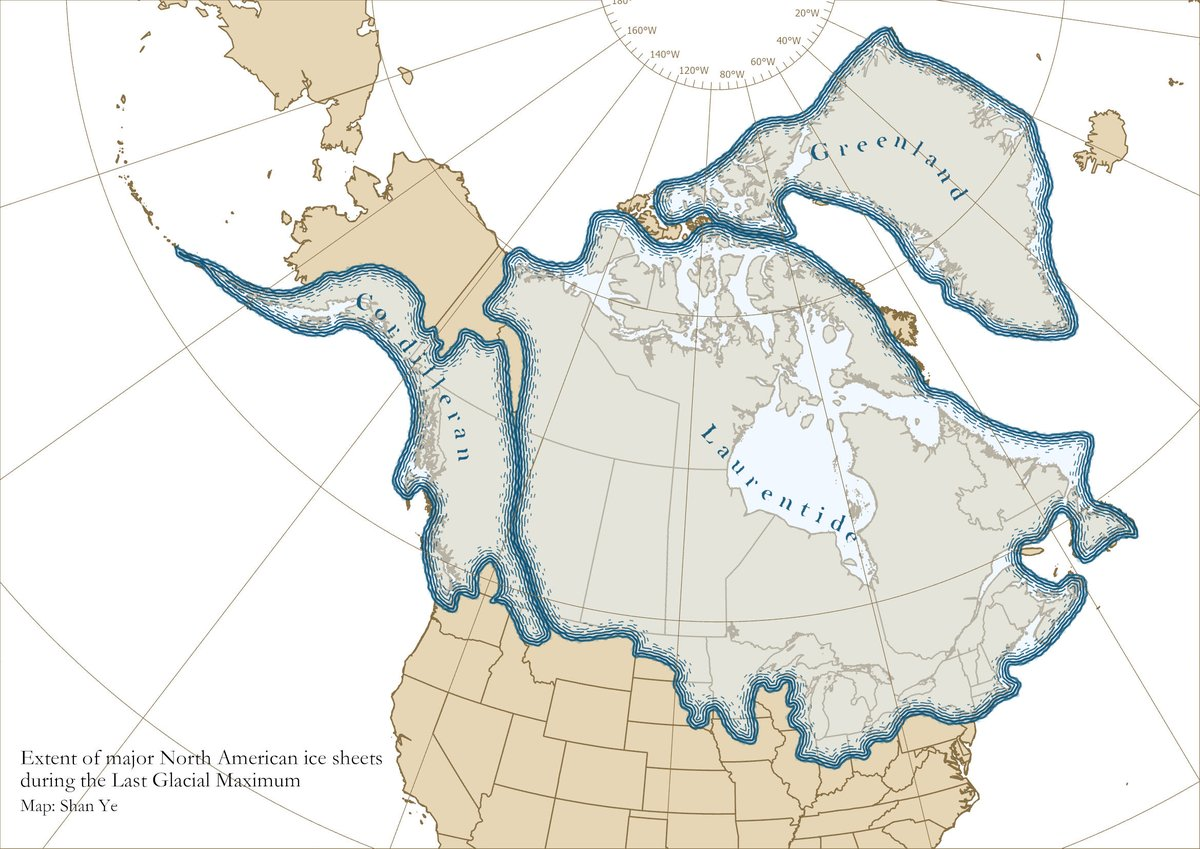 180°
160°W
140°W
120°W
80°W
60°W
40°W
20°W
Greenland
Cordilleran
Laurentide
Extent of major North American ice sheets
during the Last Glacial Maximum
Map: Shan Ye